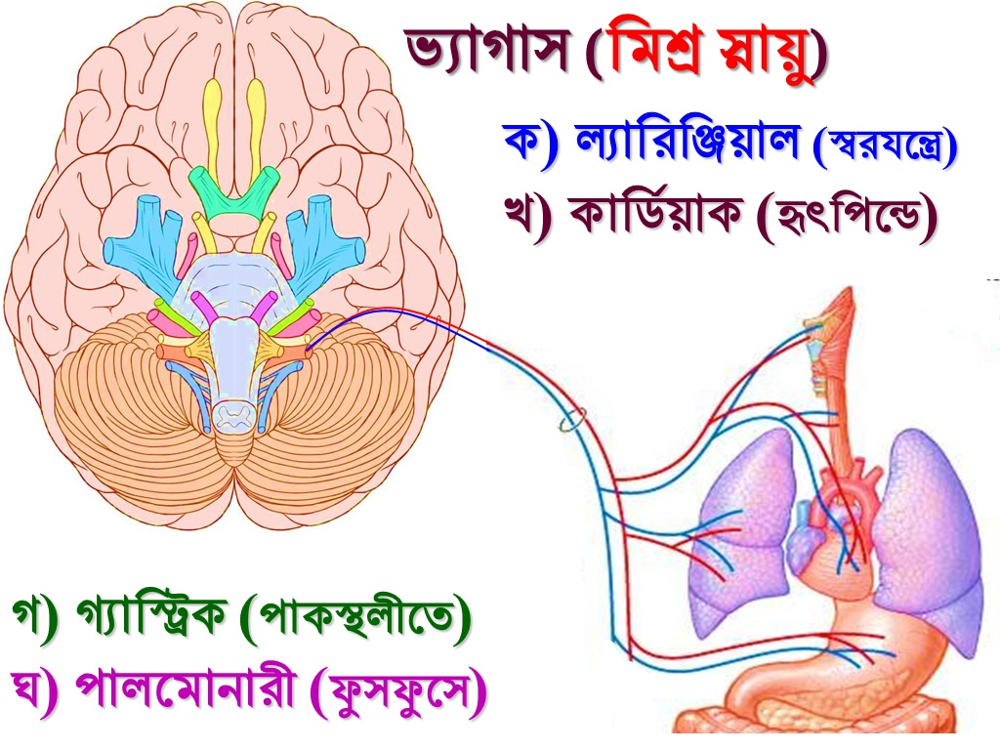 ভ্যাগাস (মিশ্র স্নায়ু)
ক) ল্যারিঞ্জিয়াল (স্বরযন্ত্রে)
খ) কার্ডিয়াক (হৃৎপিন্ডে)
গ) গ্যাস্ট্রিক (পাকস্থলীতে)
ঘ) পালমোনারী (ফুসফুসে)